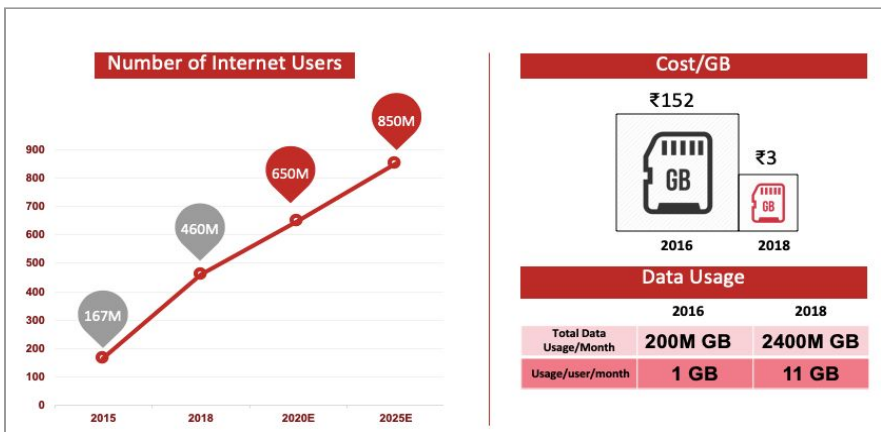 Number of Internet Users
850M
650M
460M
167M
900
800
700
600
500
400
300
200
100
0
2015 2018 2020E 2025E
Cost/GB
₹152
₹3
GB
GB
2016 2018
Data Usage
2016 2018
Total Data
Usage/Month 200M GB 2400M GB
Usage/user/month 1 GB 11 GB